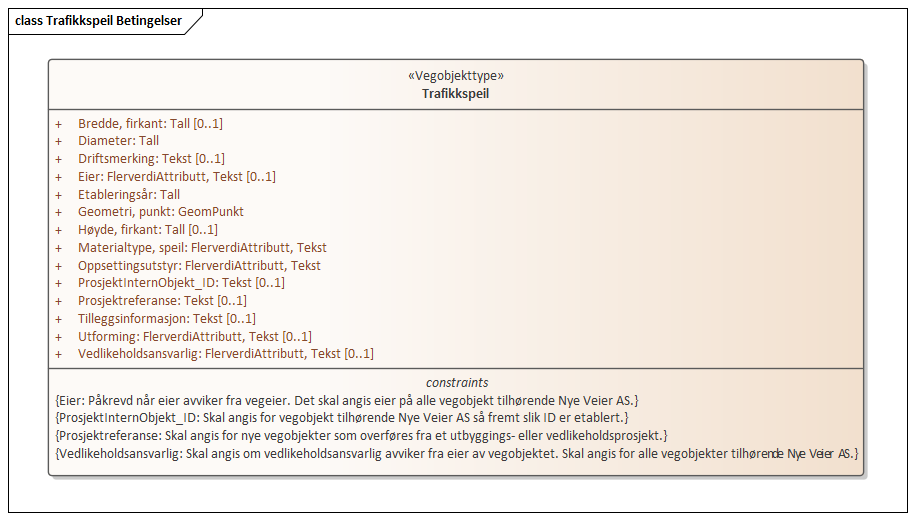 class Trafikkspeil Betingelser
«Vegobjekttype»
Trafikkspeil
+ Bredde, firkant: Tall [0..1]
+ Diameter: Tall
+ Driftsmerking: Tekst [0..1]
+ Eier: FlerverdiAttributt, Tekst [0..1]
+ Etableringsår: Tall
+ Geometri, punkt: GeomPunkt
+ Høyde, firkant: Tall [0..1]
+ Materialtype, speil: FlerverdiAttributt, Tekst
+ Oppsettingsutstyr: FlerverdiAttributt, Tekst
+ ProsjektInternObjekt_ID: Tekst [0..1]
+ Prosjektreferanse: Tekst [0..1]
+ Tilleggsinformasjon: Tekst [0..1]
+ Utforming: FlerverdiAttributt, Tekst [0..1]
+ Vedlikeholdsansvarlig: FlerverdiAttributt, Tekst [0..1]
constraints
{Eier: Påkrevd når eier avviker fra vegeier. Det skal angis eier på alle vegobjekt tilhørende Nye Veier AS.}
{ProsjektInternObjekt_ID: Skal angis for vegobjekt tilhørende Nye Veier AS så fremt slik ID er etablert.}
{Prosjektreferanse: Skal angis for nye vegobjekter som overføres fra et utbyggings- eller vedlikeholdsprosjekt.}
{Vedlikeholdsansvarlig: Skal angis om vedlikeholdsansvarlig avviker fra eier av vegobjektet. Skal angis for alle vegobjekter tilhørende Nye Veier AS.}